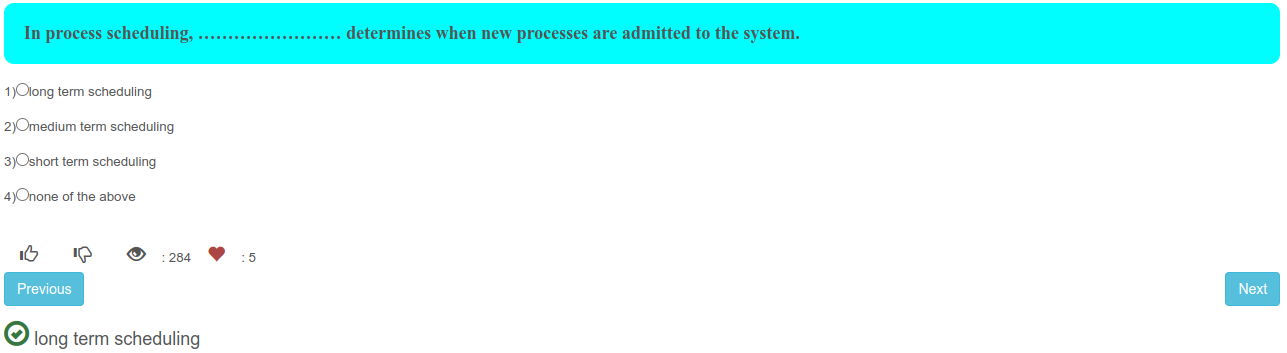 In process scheduling, …………………… determines when new processes are admitted to the system.
1) long term scheduling
2) medium term scheduling
3) short term scheduling
4) none of the above
: 284 : 5
Previous Next
long term scheduling